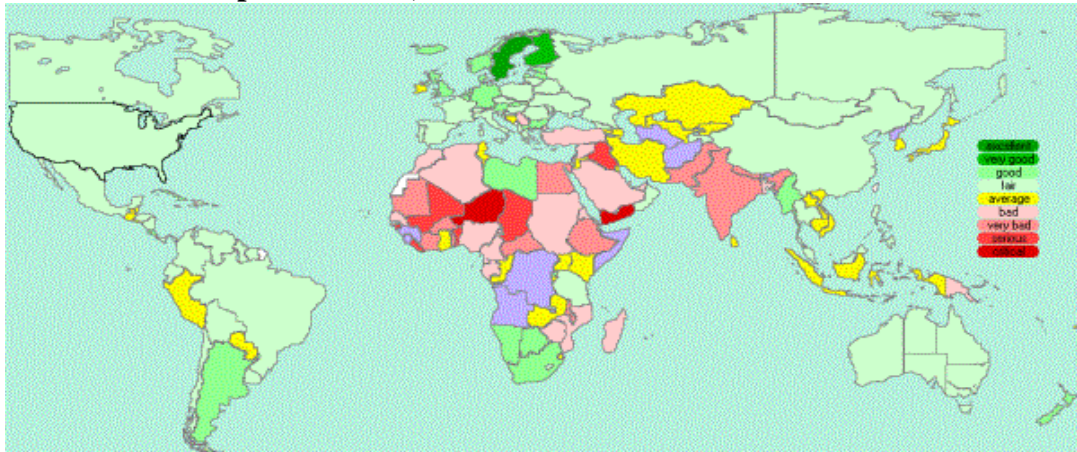 excellent
very good
good
fair
average
bad
very bad
serious
critical